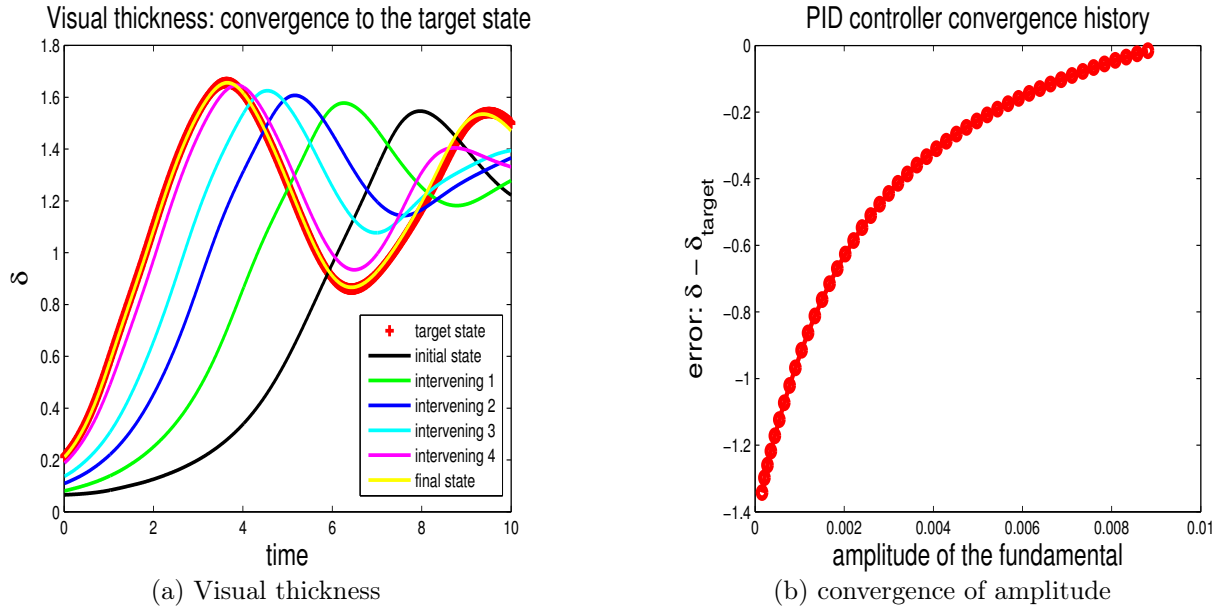 Visual thickness: convergence to the target state
1.8
1.6
1.4
1.2
1
0.8
0.6
0.4
0.2
0
δ
target state
initial state
intervening 1
intervening 2
intervening 3
intervening 4
final state
0 2 4 6 8 10
time
(a) Visual thickness
PID controller convergence history
0
−0.2
−0.4
−0.6
−0.8
−1
−1.2
−1.4
error: δ − δtarget
0 0.002 0.004 0.006 0.008 0.01
amplitude of the fundamental
(b) convergence of amplitude